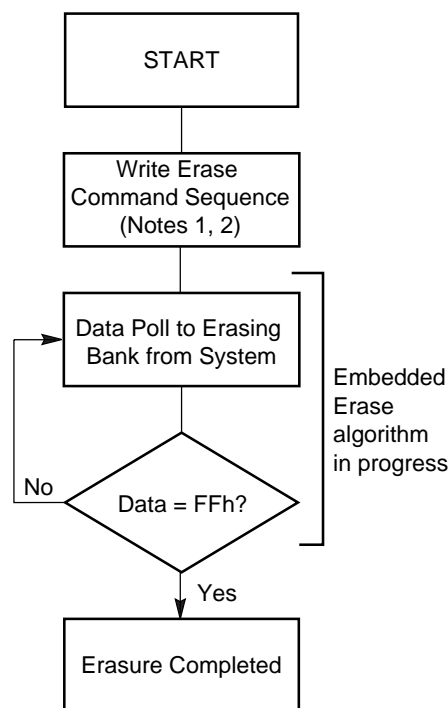 START
Write Erase
Command Sequence
(Notes 1, 2)
Data Poll to Erasing
Bank from System
Embedded
Erase
algorithm
in progress
No
Data = FFh?
Yes
Erasure Completed